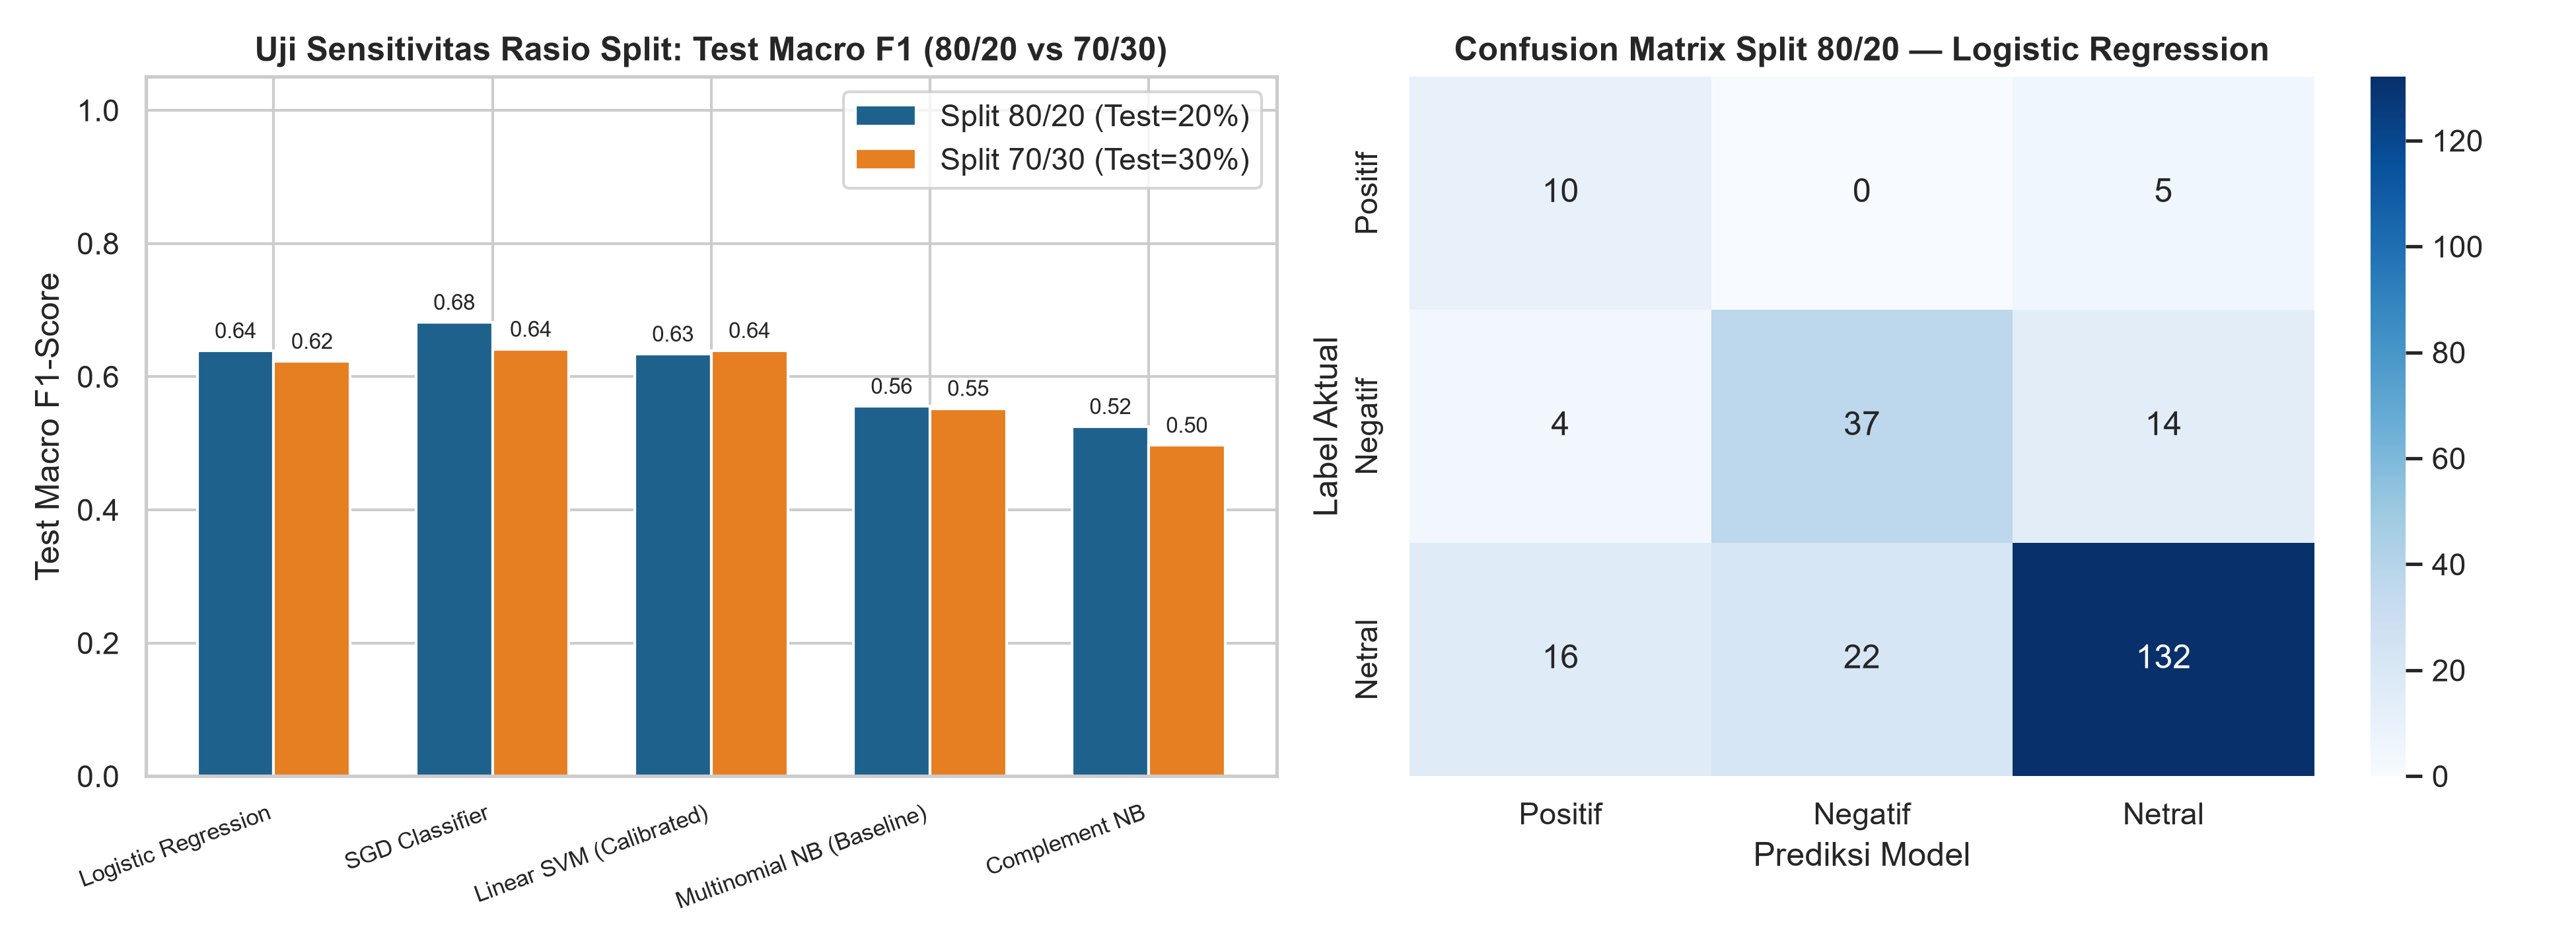 Uji Sensitivitas Rasio Split: Test Macro F1 (80/20 vs 70/30)
Split 80/20 (Test=20%)
Split 70/30 (Test=30%)
Test Macro F1-Score
1.0
0.8
0.6
0.4
0.2
0.0
0.64
0.62
0.68
0.64
0.63
0.64
0.56
0.55
0.52
0.50
Logistic Regression
SGD Classifier
Linear SVM (Calibrated)
Multinomial NB (Baseline)
Complement NB
Confusion Matrix Split 80/20 — Logistic Regression
Label Aktual
Positif
Negatif
Netral
10 0 5
4 37 14
16 22 132
Positif Negatif Netral
Prediksi Model
120
100
80
60
40
20
0